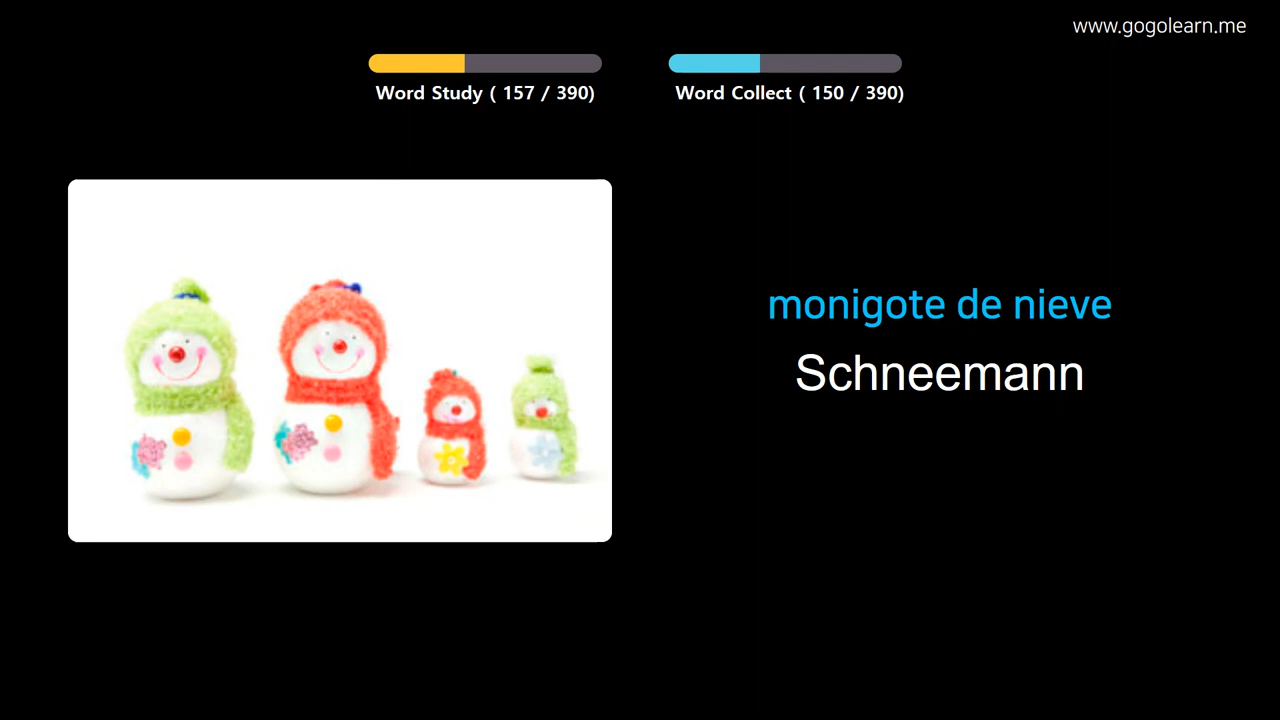 www.gogolearn.me
Word Study ( 157 / 390)
Word Collect ( 150 / 390)
monigote de nieve
Schneemann